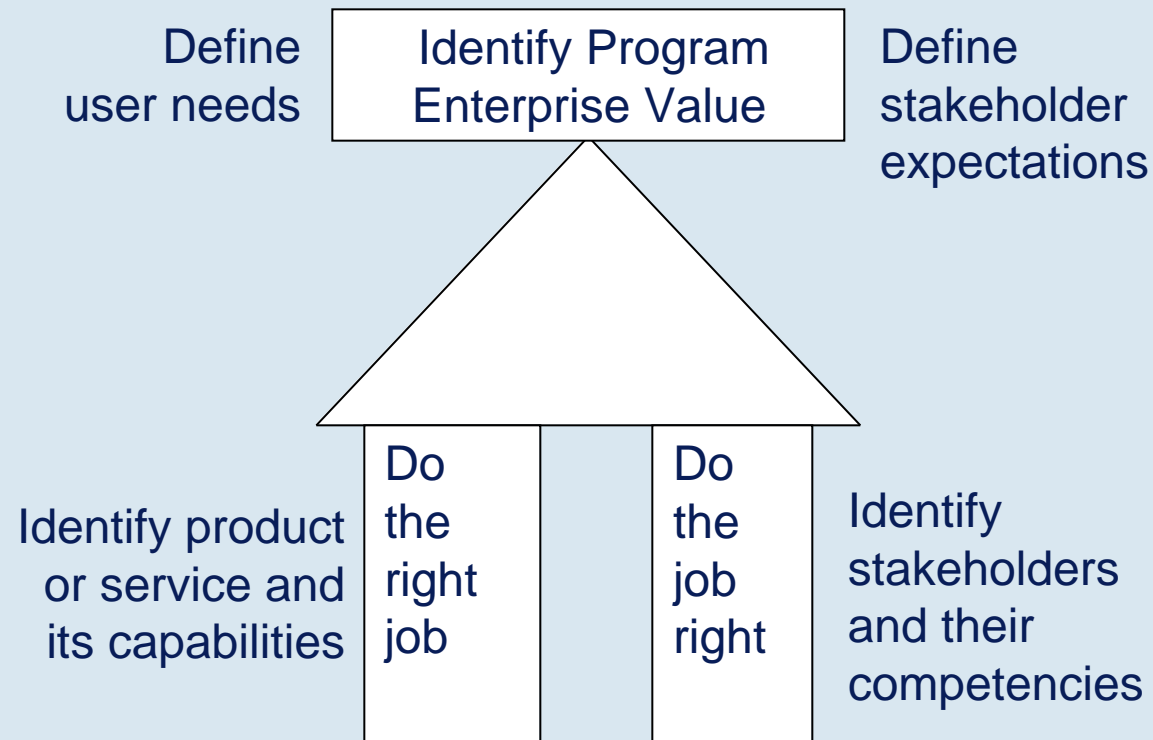 Define
user needs
Identify Program
Enterprise Value
Define
stakeholder
expectations
Identify product
or service and
its capabilities
Do
the
right
job
Do
the
job
right
Identify
stakeholders
and their
competencies